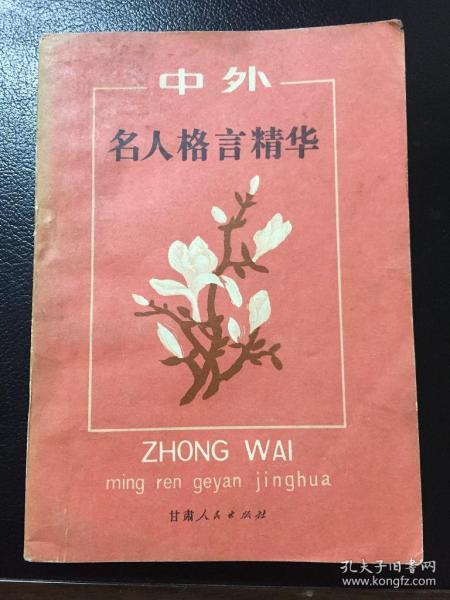 中外
名人格言精华
ZHONG WAI
ming ren geyan jinghua
甘肃人民出版社
孔夫子旧书网
www.kongfz.com